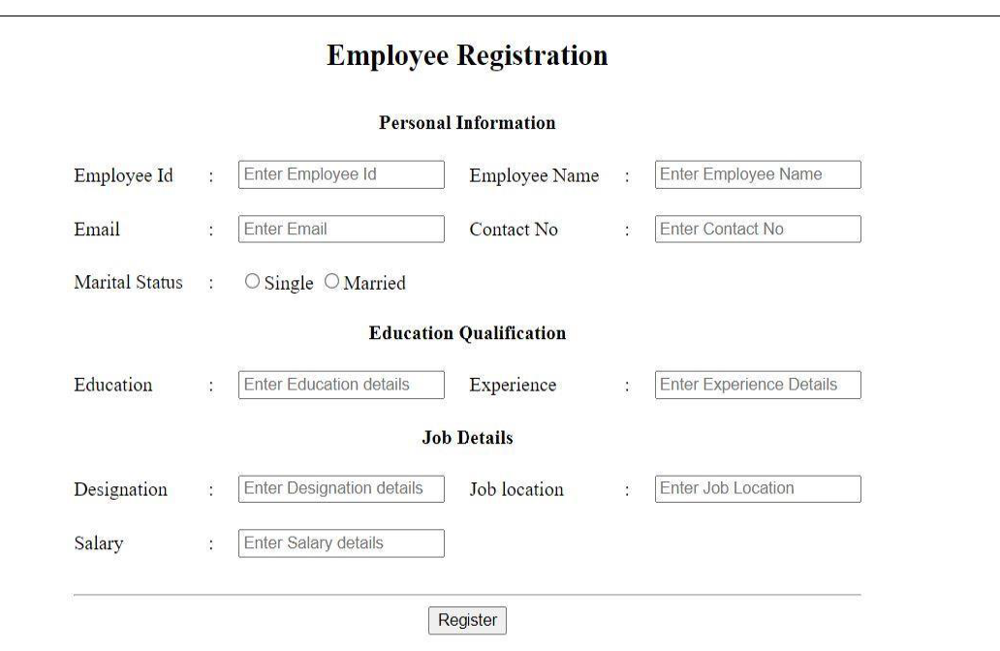 Employee Registration
Personal Information
Employee Id : Enter Employee Id Employee Name : Enter Employee Name
Email : Enter Email Contact No : Enter Contact No
Marital Status : Single Married
Education Qualification
Education : Enter Education details Experience : Enter Experience Details
Job Details
Designation : Enter Designation details Job location : Enter Job Location
Salary : Enter Salary details
Register